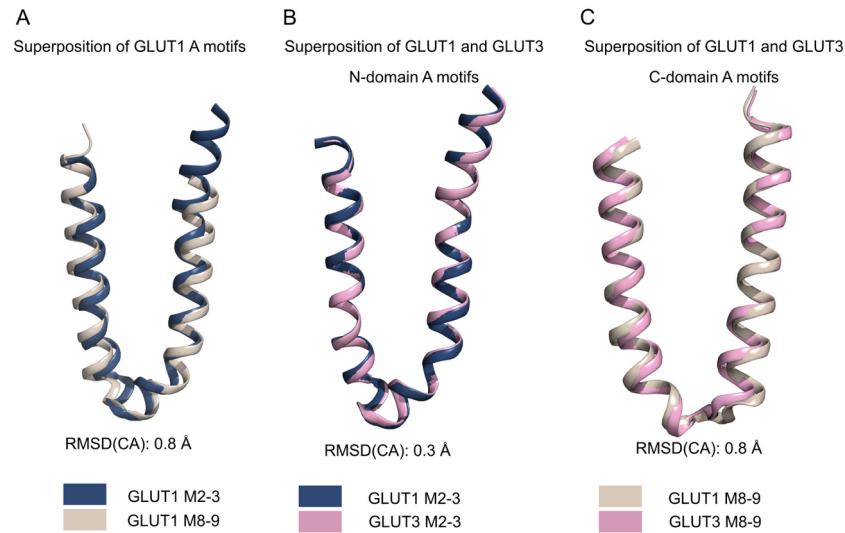 A
Superposition of GLUT1 A motifs
RMSD(CA): 0.8 Å
GLUT1 M2-3
GLUT1 M8-9
B
Superposition of GLUT1 and GLUT3
N-domain A motifs
RMSD(CA): 0.3 Å
GLUT1 M2-3
GLUT3 M2-3
C
Superposition of GLUT1 and GLUT3
C-domain A motifs
RMSD(CA): 0.8 Å
GLUT1 M8-9
GLUT3 M8-9